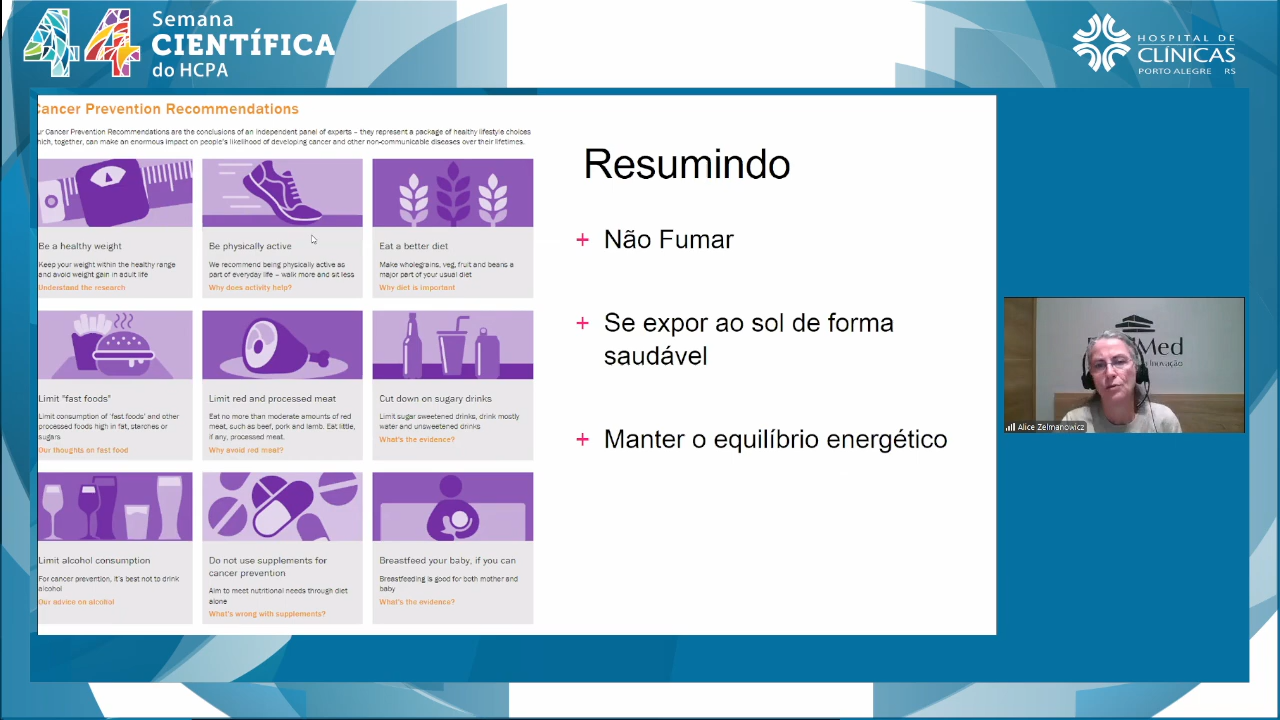 44 Semana
CIENTÍFICA
do HCPA
HOSPITAL DE
CLÍNICAS
PORTO ALEGRE RS
Cancer Prevention Recommendations
ur Cancer Prevention Recommendations are the conclusions of an independent panel of experts – they represent a package of healthy lifestyle choices
hich, together, can make an enormous impact on people's likelihood of developing cancer and other non-communicable diseases over their lifetimes.
Be a healthy weight
Keep your weight within the healthy range
and avoid weight gain in adult life
Understand the research
Be physically active
We recommend being physically active as
part of everyday life – walk more and sit less
Why does activity help?
Eat a better diet
Make wholegrains, veg, fruit and beans a
major part of your usual diet
Why diet is important
Limit "fast foods"
Limit consumption of 'fast foods' and other
processed foods high in fat, starches or
sugars
Our thoughts on fast food
Limit red and processed meat
Eat no more than moderate amounts of red
meat, such as beef, pork and lamb. Eat little,
if any, processed meat.
Why avoid red meat?
Cut down on sugary drinks
Limit sugar sweetened drinks, drink mostly
water and unsweetened drinks
What's the evidence?
Limit alcohol consumption
For cancer prevention, it's best not to drink
alcohol
Our advice on alcohol
Do not use supplements for
cancer prevention
Aim to meet nutritional needs through diet
alone
What's wrong with supplements?
Breastfeed your baby, if you can
Breastfeeding is good for both mother and
baby
What's the evidence?
Resumindo
+ Não Fumar
+ Se expor ao sol de forma
saudável
+ Manter o equilíbrio energético
Med
Inovação
Alice Zelmanowicz